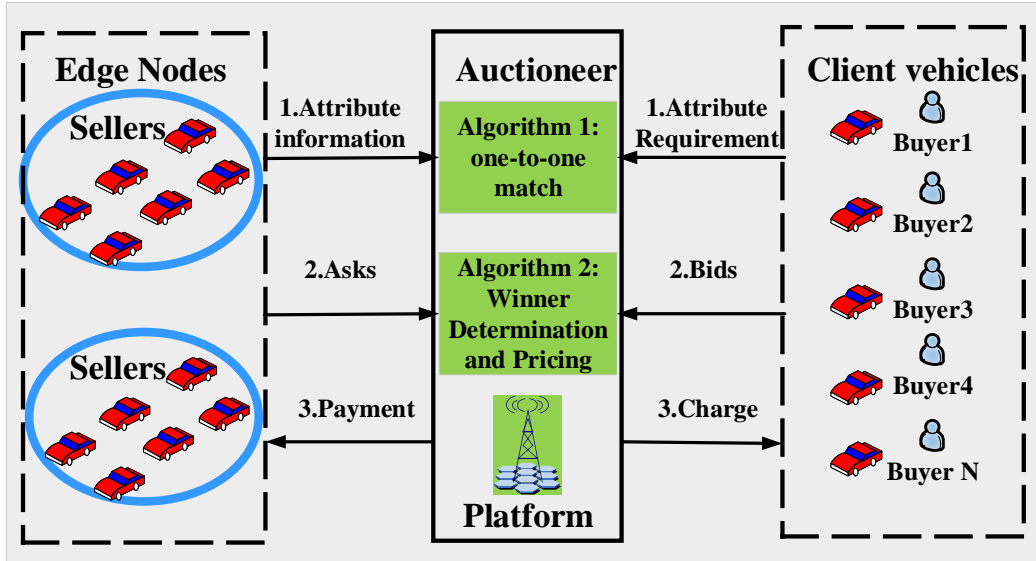 Edge Nodes
Sellers
Sellers
1.Attribute
information
2.Asks
3.Payment
Auctioneer
Algorithm 1:
one-to-one
match
Algorithm 2:
Winner
Determination
and Pricing
Platform
1.Attribute
Requirement
2.Bids
3.Charge
Client vehicles
Buyer1
Buyer2
Buyer3
Buyer4
Buyer N